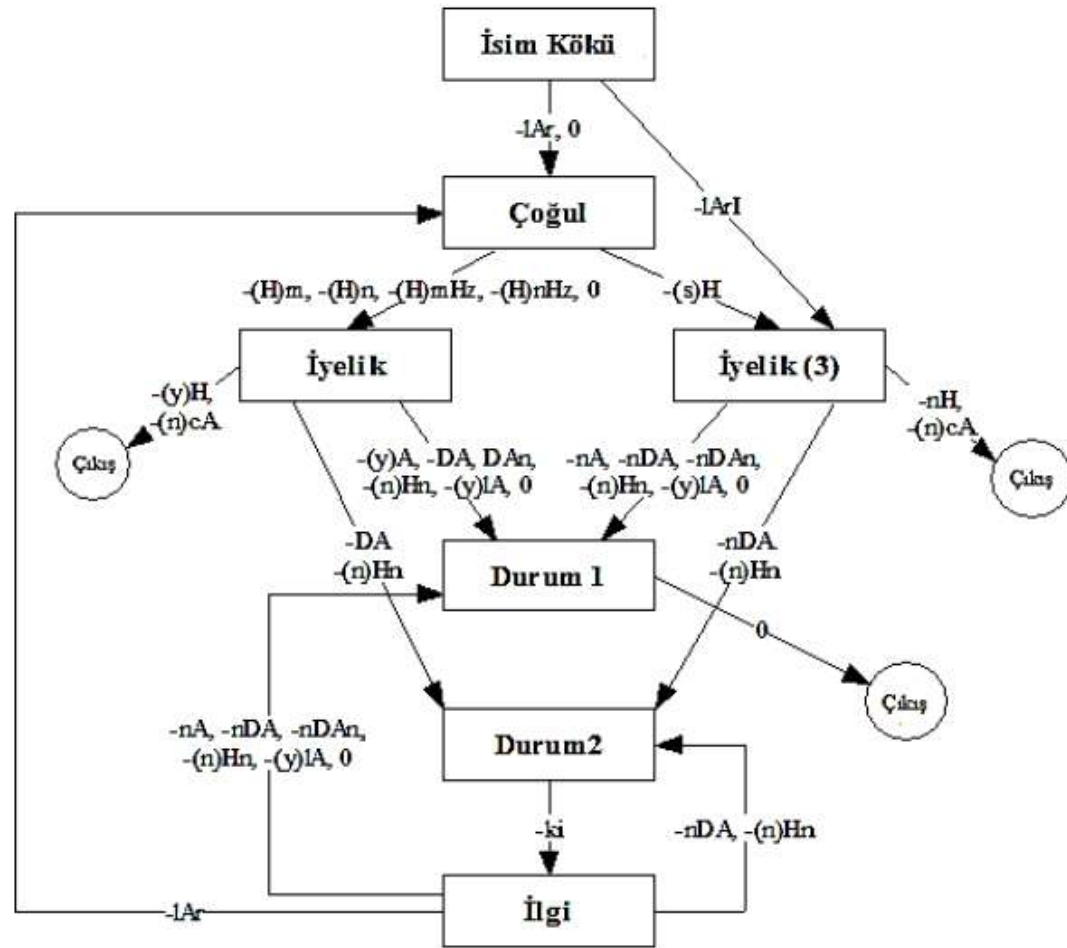 İsim Kökü
-lAr, 0
-lArI
Çoğul
-(H)m, -(H)n, -(H)mHz, -(H)nHz, 0
-(s)H
İyelik
İyelik (3)
-(y)H,
-(n)cA
Çıkış
-nH,
-(n)cA
Çıkış
-(y)A, -DA, DAn,
-(n)Hn, -(y)lA, 0
-nA, -nDA, -nDAn,
-(n)Hn, -(y)lA, 0
-DA
-(n)Hn
-nDA
-(n)Hn
Durum 1
0
Çıkış
-nA, -nDA, -nDAn,
-(n)Hn, -(y)lA, 0
Durum2
-ki
-nDA, -(n)Hn
İlgi
-lAr